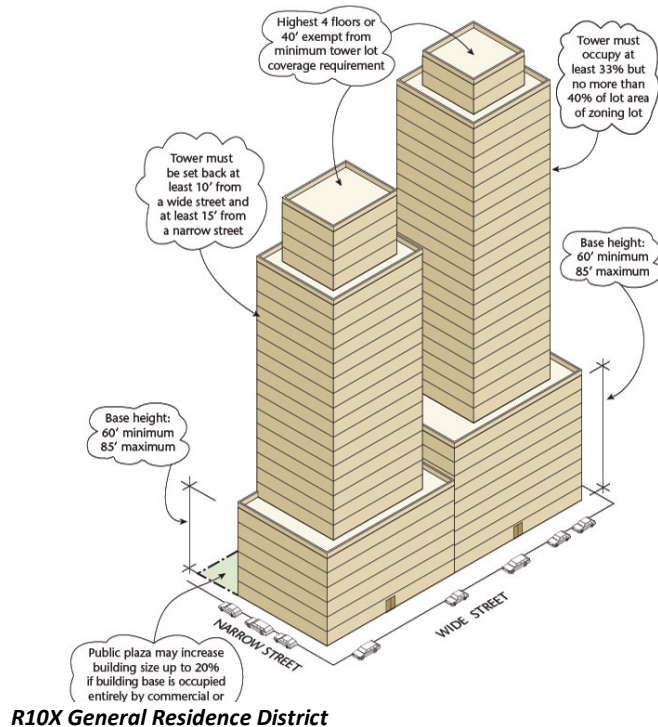 Highest 4 floors or
40′ exempt from
minimum tower lot
coverage requirement
Tower must
occupy at
least 33% but
no more than
40% of lot area
of zoning lot
Tower must
be set back at
least 10′ from
a wide street and
at least 15′ from
a narrow street
Base height:
60′ minimum
85′ maximum
Base height:
60′ minimum
85′ maximum
NARROW STREET
WIDE STREET
Public plaza may increase
building size up to 20%
if building base is occupied
entirely by commercial or
R10X General Residence District